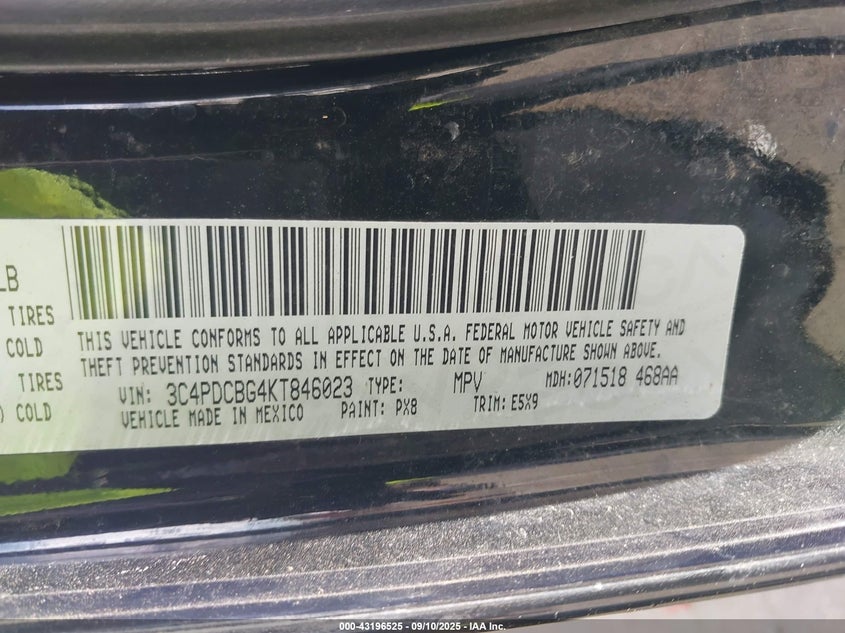 LB
TIRES
COLD
TIRES
) COLD
THIS VEHICLE CONFORMS TO ALL APPLICABLE U.S.A. FEDERAL MOTOR VEHICLE SAFETY AND
THEFT PREVENTION STANDARDS IN EFFECT ON THE DATE OF MANUFACTURE SHOWN ABOVE.
VIN: 3C4PDCBG4KT846023 TYPE: MPV MDH:071518 468AA
VEHICLE MADE IN MEXICO PAINT: PX8 TRIM:E5X9
000-43196525 - 09/10/2025 - IAA Inc.